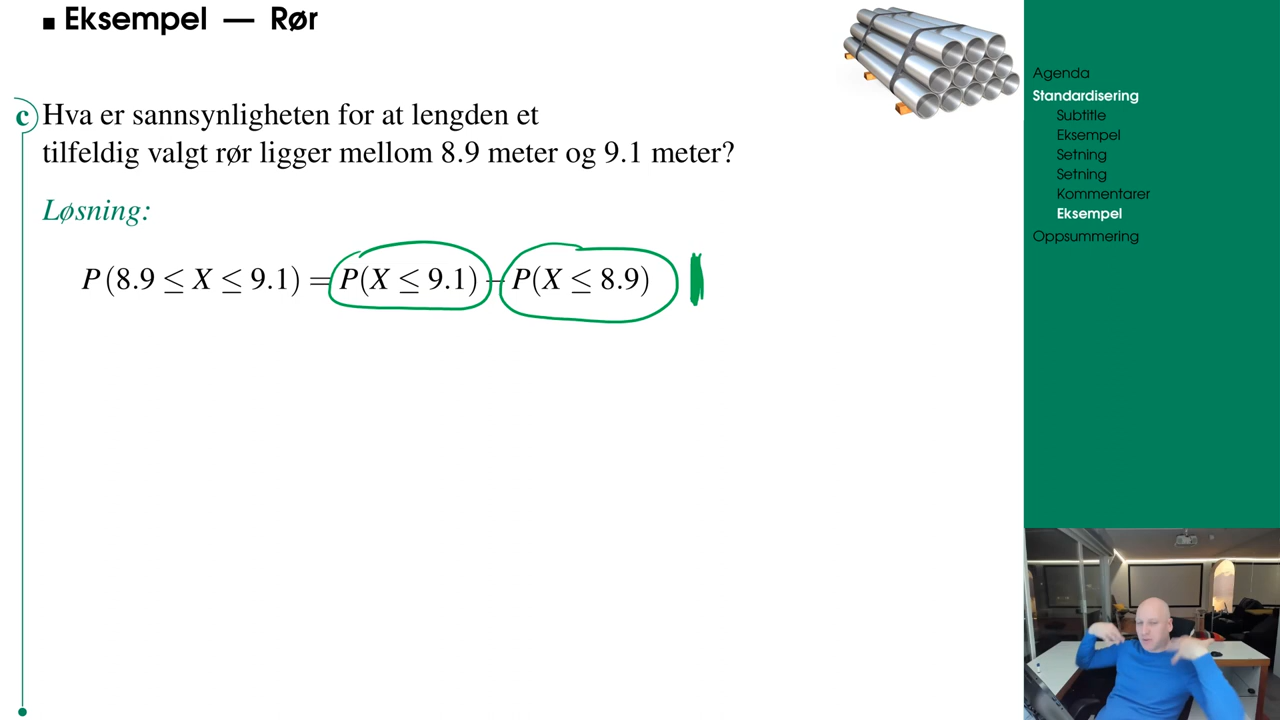 Eksempel — Rør
c Hva er sannsynligheten for at lengden et
tilfeldig valgt rør ligger mellom 8.9 meter og 9.1 meter?
Løsning:
P(8.9 ≤ X ≤ 9.1) = P(X ≤ 9.1) − P(X ≤ 8.9)
Agenda
Standardisering
Subtitle
Eksempel
Setning
Setning
Kommentarer
Eksempel
Oppsummering